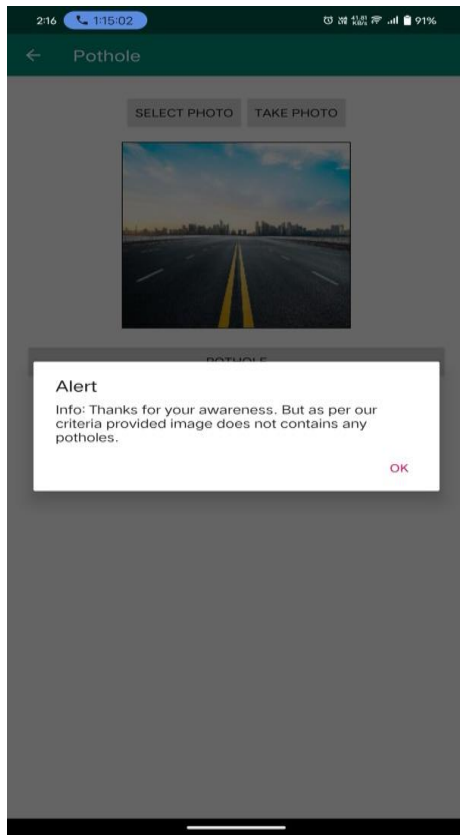 2:16 1:15:02 91%
Pothole
SELECT PHOTO TAKE PHOTO
POTHOLE
Alert
Info: Thanks for your awareness. But as per our
criteria provided image does not contains any
potholes.
OK